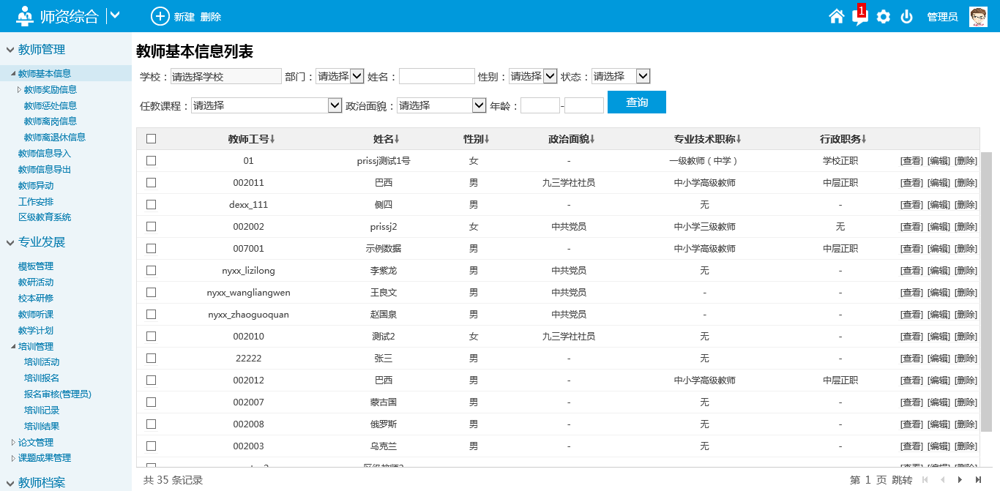 师资综合 新建 删除 1 管理员
教师管理
教师基本信息
教师奖励信息
教师惩处信息
教师离岗信息
教师离退休信息
教师信息导入
教师信息导出
教师异动
工作安排
区级教育系统
专业发展
模板管理
教研活动
校本研修
教师听课
教学计划
培训管理
培训活动
培训报名
报名审核(管理员)
培训记录
培训结果
论文管理
课题成果管理
教师档案
教师基本信息列表
学校：请选择学校 部门：请选择 姓名： 性别：请选择 状态：请选择
任教课程：请选择 政治面貌：请选择 年龄： - 查询
教师工号↓ 姓名↓ 性别↓ 政治面貌↓ 专业技术职称↓ 行政职务↓
01 prissj测试1号 女 - 一级教师（中学） 学校正职 [查看] [编辑] [删除]
002011 巴西 男 九三学社社员 中小学高级教师 中层正职 [查看] [编辑] [删除]
dexx_111 侧四 男 - 无 - [查看] [编辑] [删除]
002002 prissj2 女 中共党员 中小学三级教师 无 [查看] [编辑] [删除]
007001 示例数据 男 - 中小学高级教师 中层正职 [查看] [编辑] [删除]
nyxx_lizilong 李紫龙 男 中共党员 无 - [查看] [编辑] [删除]
nyxx_wangliangwen 王良文 男 中共党员 - - [查看] [编辑] [删除]
nyxx_zhaoguoquan 赵国泉 男 中共党员 - - [查看] [编辑] [删除]
002010 测试2 女 九三学社社员 无 - [查看] [编辑] [删除]
22222 张三 男 - 无 - [查看] [编辑] [删除]
002012 巴西 男 - 中小学高级教师 中层正职 [查看] [编辑] [删除]
002007 蒙古国 男 - 无 - [查看] [编辑] [删除]
002008 俄罗斯 男 - 无 - [查看] [编辑] [删除]
002003 乌克兰 男 - 无 - [查看] [编辑] [删除]
共 35 条记录 第 1 页 跳转